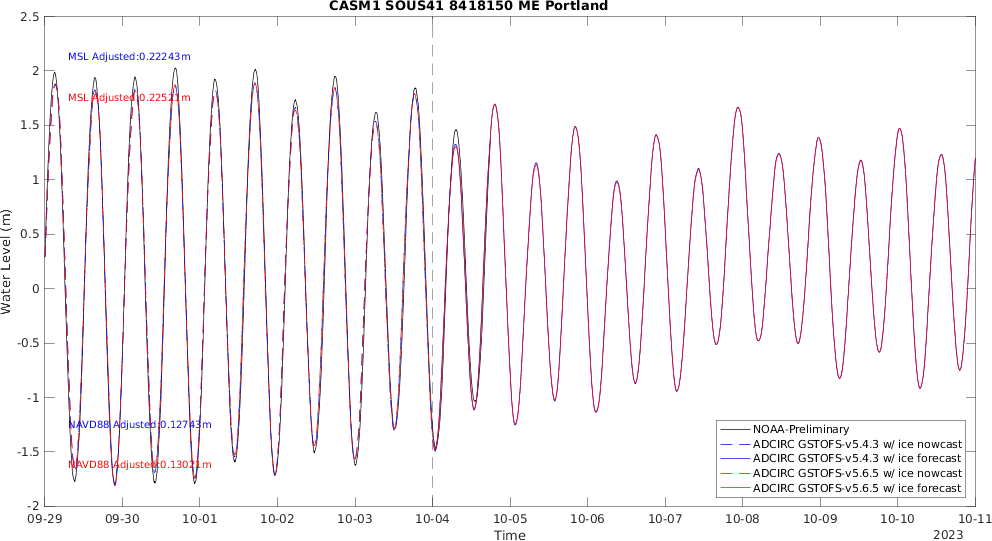 CASM1 SOUS41 8418150 ME Portland
2.5
2
1.5
1
0.5
0
-0.5
-1
-1.5
-2
Water Level (m)
MSL Adjusted:0.22243m
MSL Adjusted:0.22521m
NAVD88 Adjusted:0.12743m
NAVD88 Adjusted:0.13021m
NOAA-Preliminary
ADCIRC GSTOFS-v5.4.3 w/ ice nowcast
ADCIRC GSTOFS-v5.4.3 w/ ice forecast
ADCIRC GSTOFS-v5.6.5 w/ ice nowcast
ADCIRC GSTOFS-v5.6.5 w/ ice forecast
09-29 09-30 10-01 10-02 10-03 10-04 10-05 10-06 10-07 10-08 10-09 10-10 10-11
Time
2023